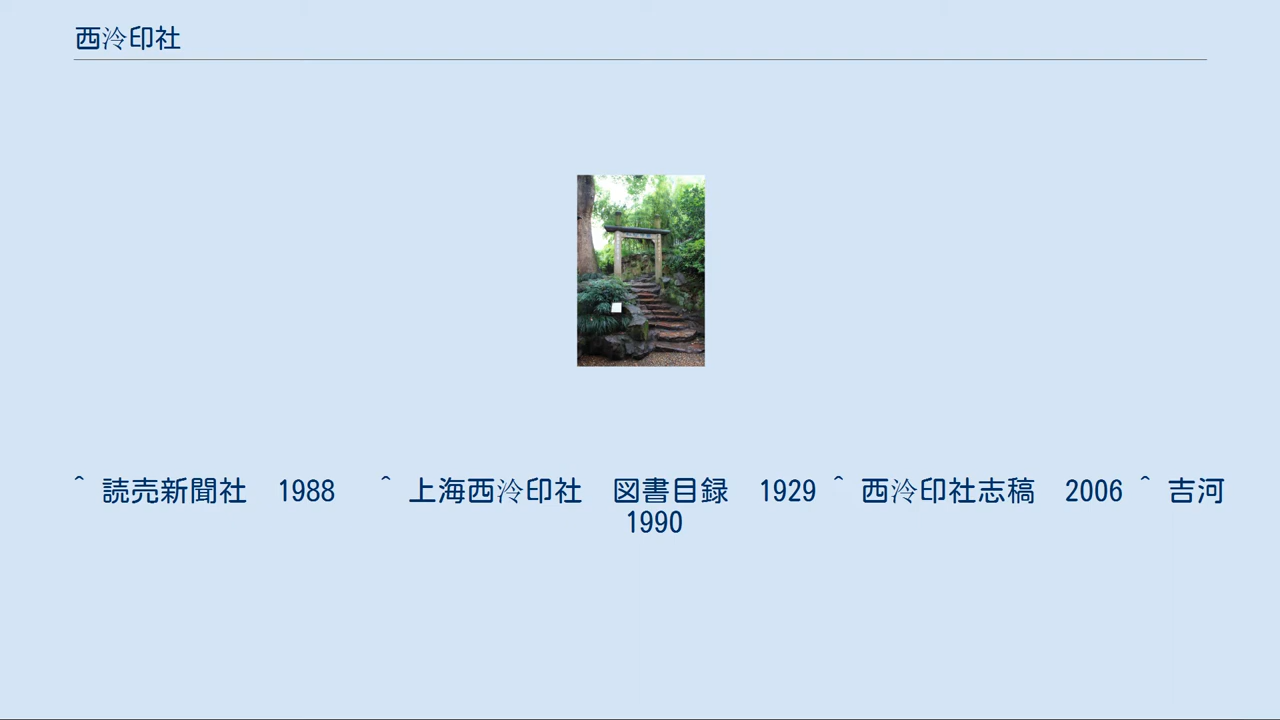 西泠印社
^ 読売新聞社　1988　 ^ 上海西泠印社　図書目録　1929 ^ 西泠印社志稿　2006 ^ 吉河
1990